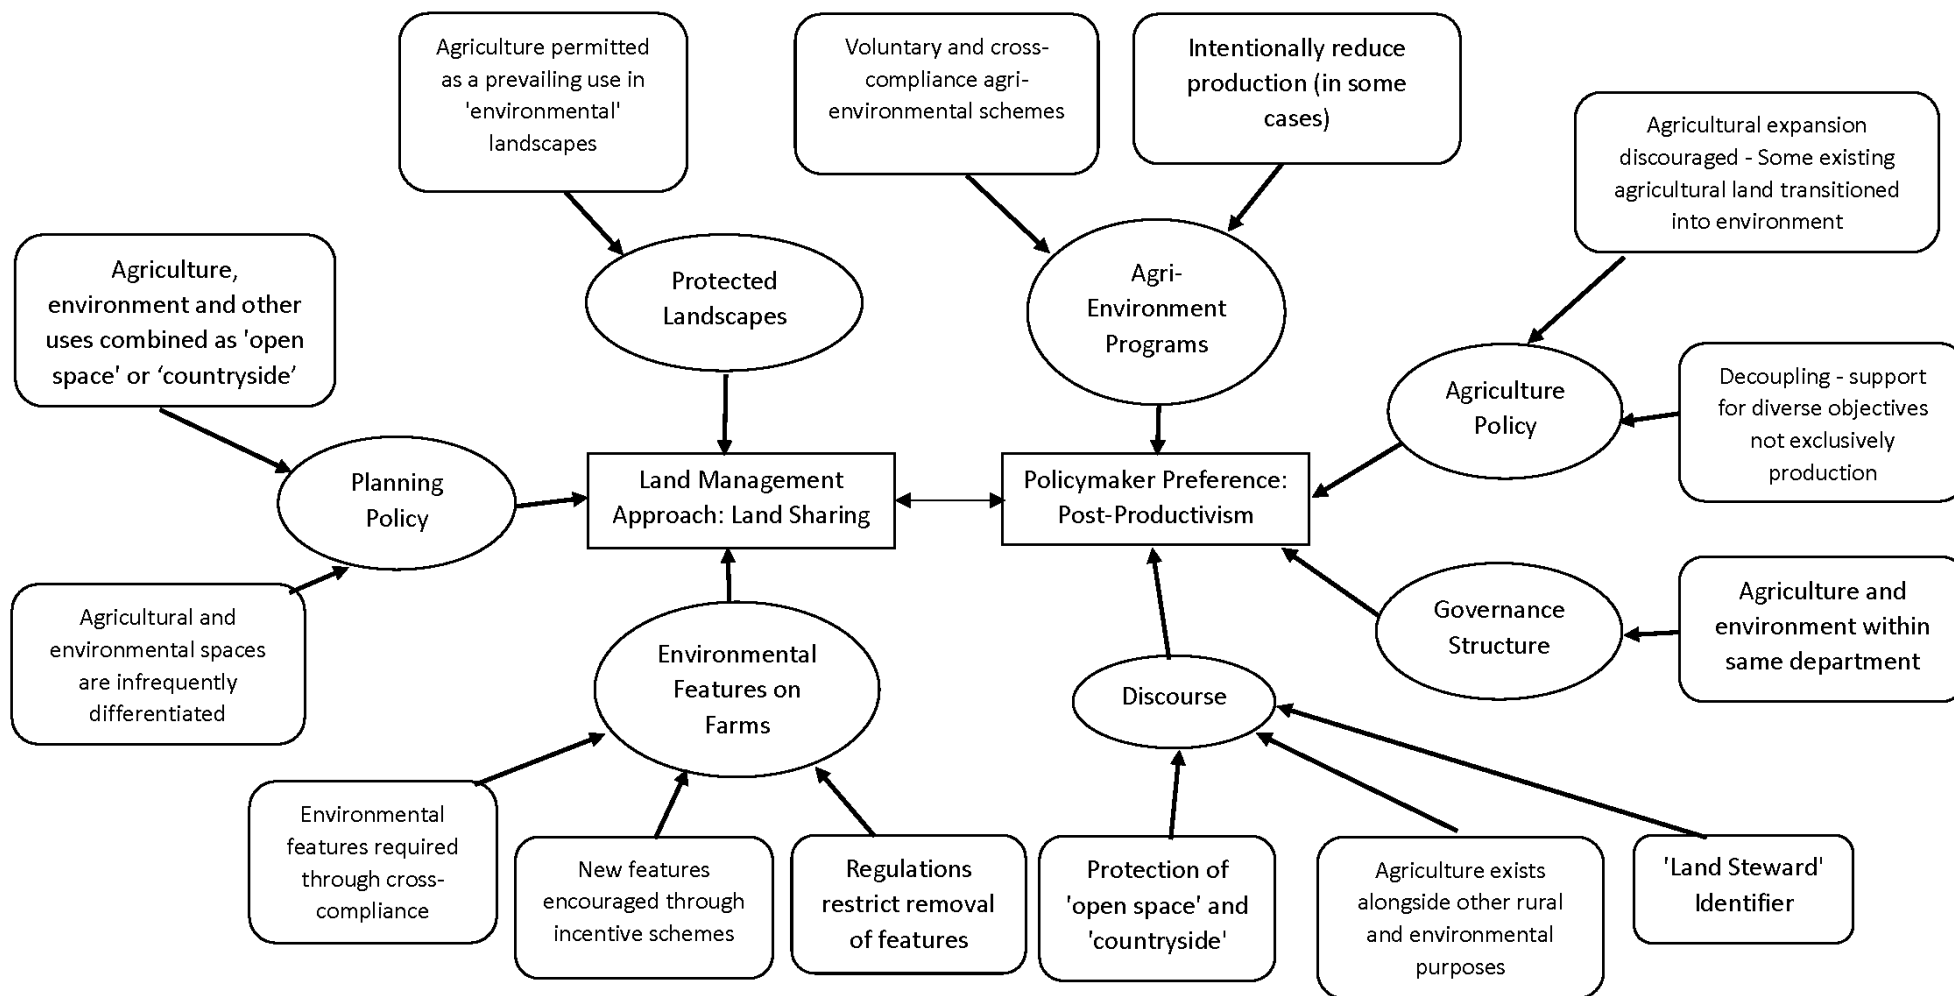 Agriculture permitted
as a prevailing use in
'environmental'
landscapes
Voluntary and cross-
compliance agri-
environmental schemes
Intentionally reduce
production (in some
cases)
Agricultural expansion
discouraged - Some existing
agricultural land transitioned
into environment
Agriculture,
environment and other
uses combined as 'open
space' or ‘countryside’
Protected
Landscapes
Agri-
Environment
Programs
Agriculture
Policy
Decoupling - support
for diverse objectives
not exclusively
production
Planning
Policy
Land Management
Approach: Land Sharing
Policymaker Preference:
Post-Productivism
Agricultural and
environmental spaces
are infrequently
differentiated
Environmental
Features on
Farms
Discourse
Governance
Structure
Agriculture and
environment within
same department
Environmental
features required
through cross-
compliance
New features
encouraged through
incentive schemes
Regulations
restrict removal
of features
Protection of
'open space' and
'countryside'
Agriculture exists
alongside other rural
and environmental
purposes
'Land Steward'
Identifier